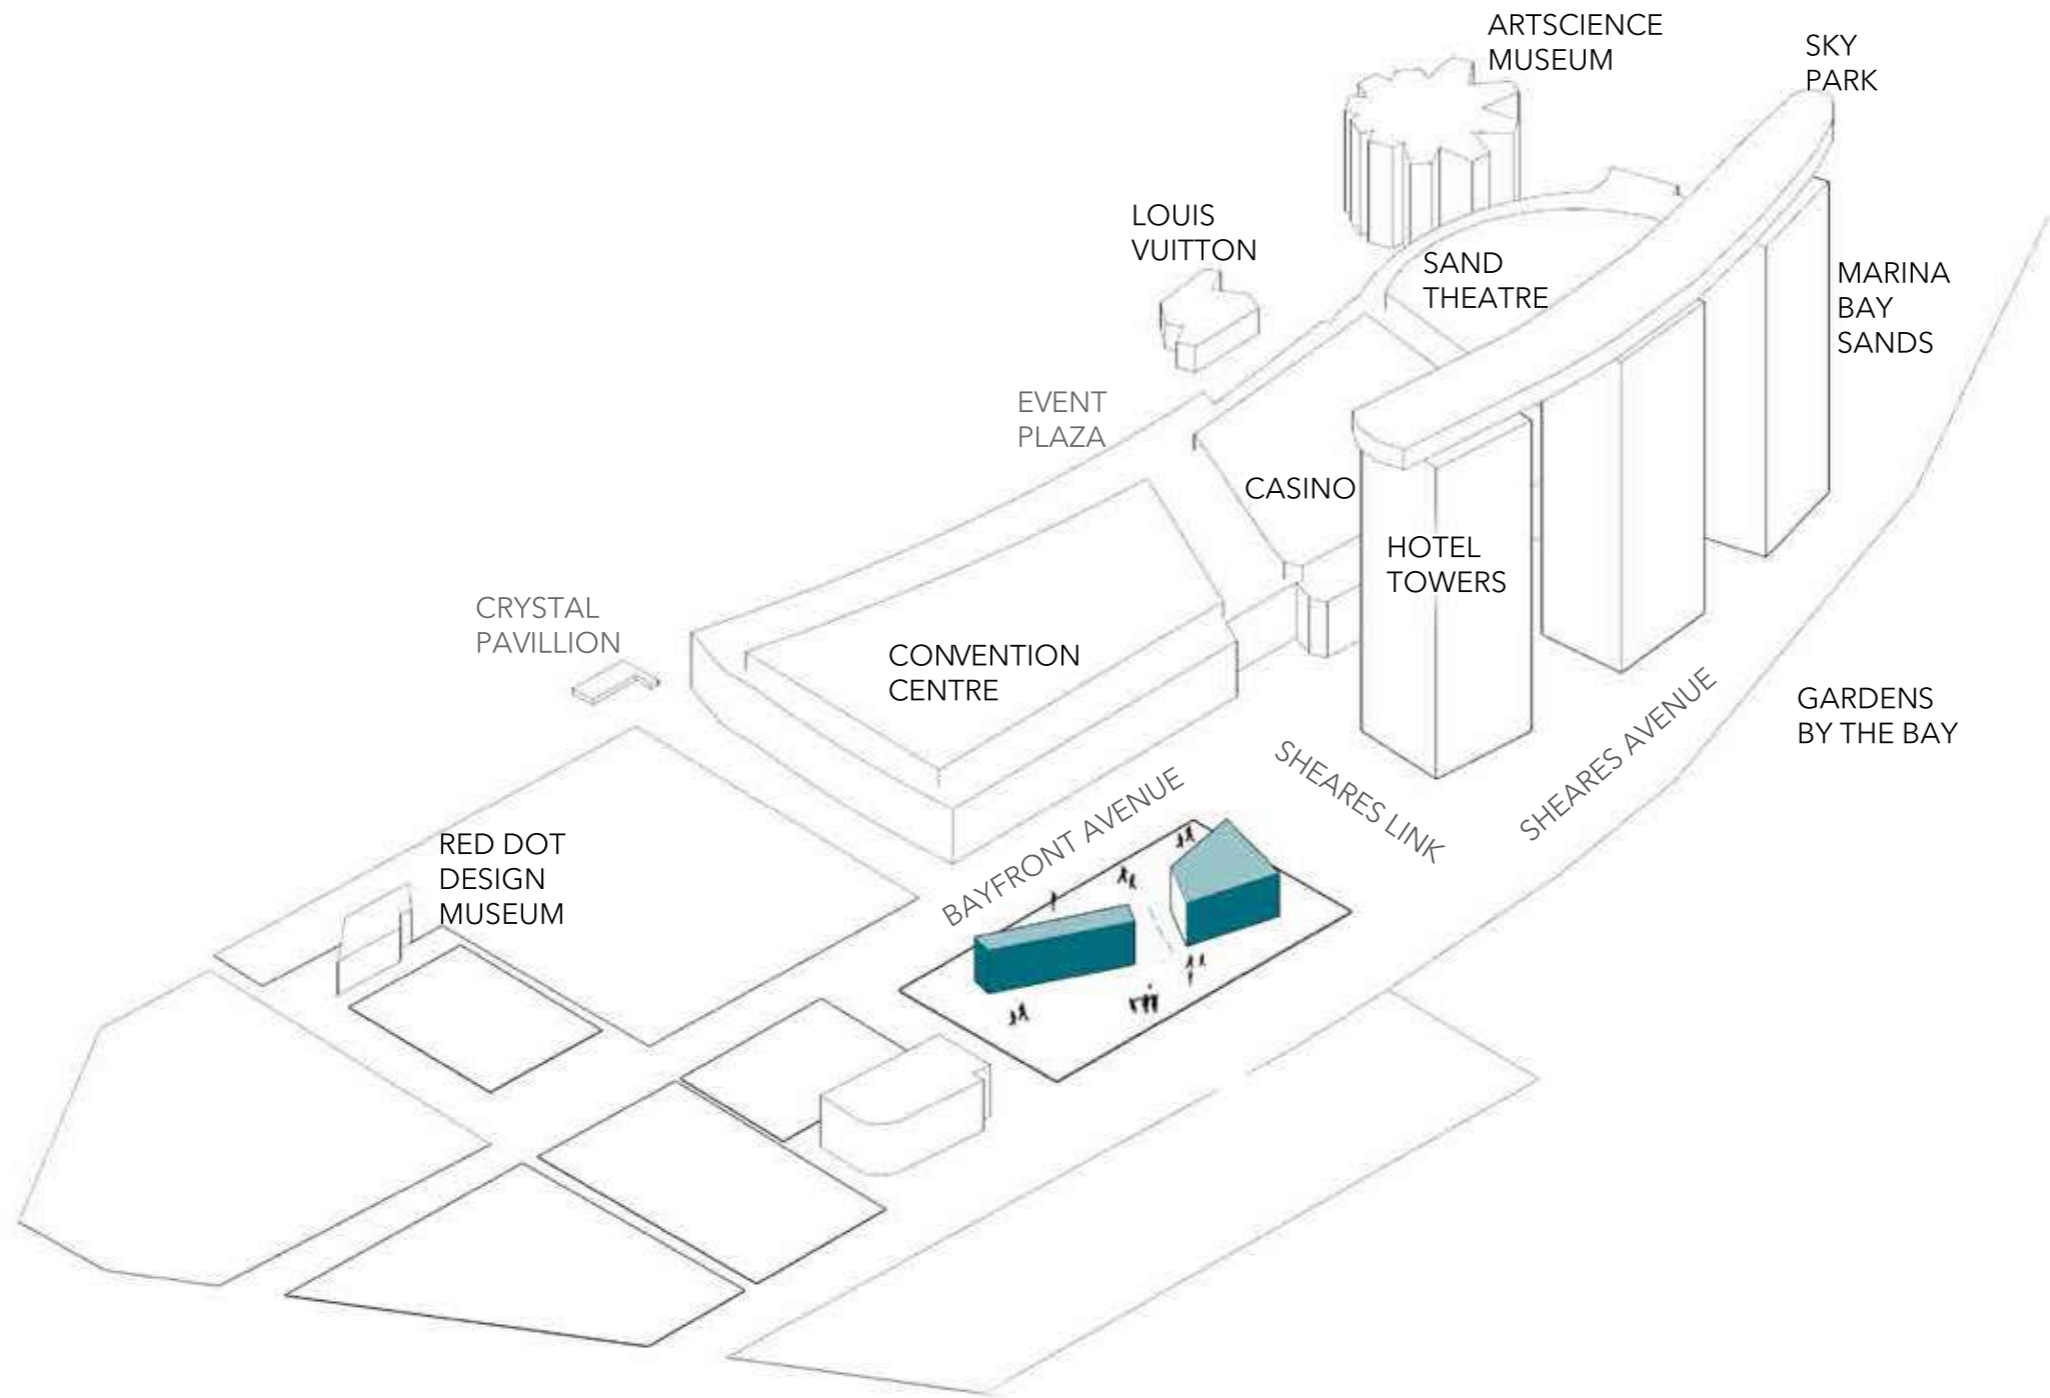 ARTSCIENCE
MUSEUM
SKY
PARK
LOUIS
VUITTON
SAND
THEATRE
MARINA
BAY
SANDS
EVENT
PLAZA
CASINO
HOTEL
TOWERS
CRYSTAL
PAVILLION
CONVENTION
CENTRE
GARDENS
BY THE BAY
SHEARES AVENUE
SHEARES LINK
BAYFRONT AVENUE
RED DOT
DESIGN
MUSEUM